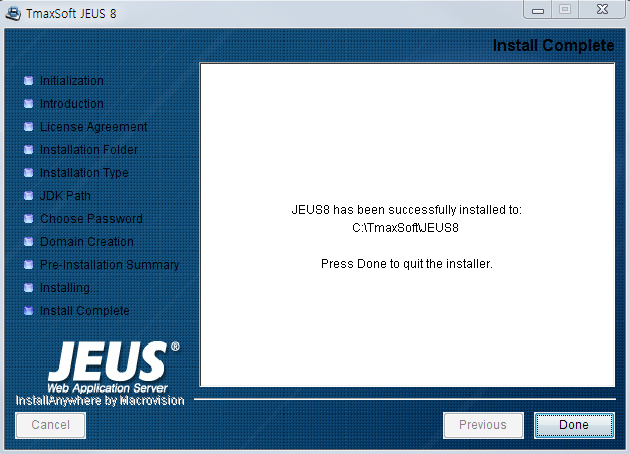 TmaxSoft JEUS 8
Install Complete
Initialization
Introduction
License Agreement
Installation Folder
Installation Type
JDK Path
Choose Password
Domain Creation
Pre-Installation Summary
Installing...
Install Complete
JEUS8 has been successfully installed to:
C:\TmaxSoft\JEUS8
Press Done to quit the installer.
JEUS®
Web Application Server
InstallAnywhere by Macrovision
Cancel
Previous
Done